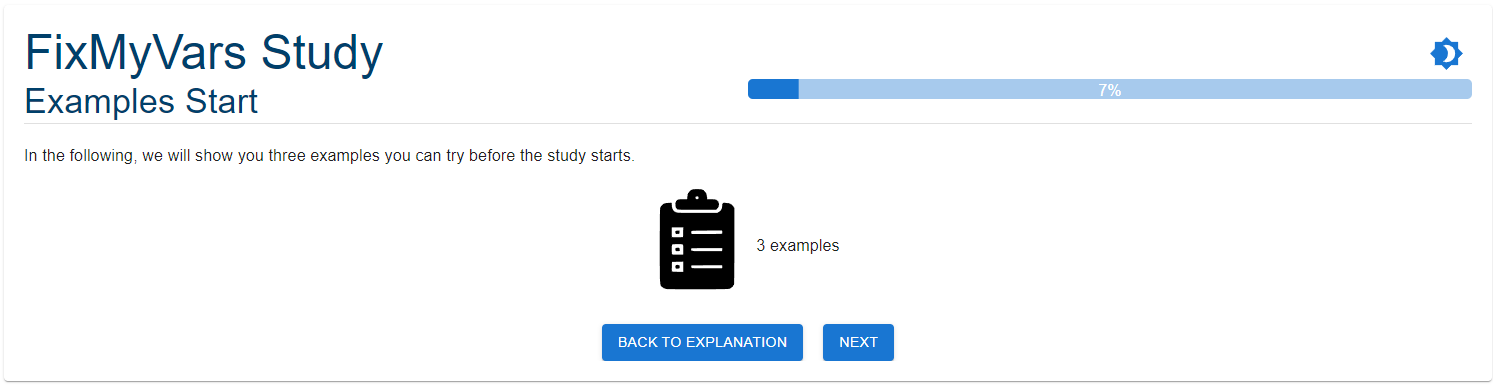 FixMyVars Study
Examples Start
7%
In the following, we will show you three examples you can try before the study starts.
3 examples
BACK TO EXPLANATION
NEXT